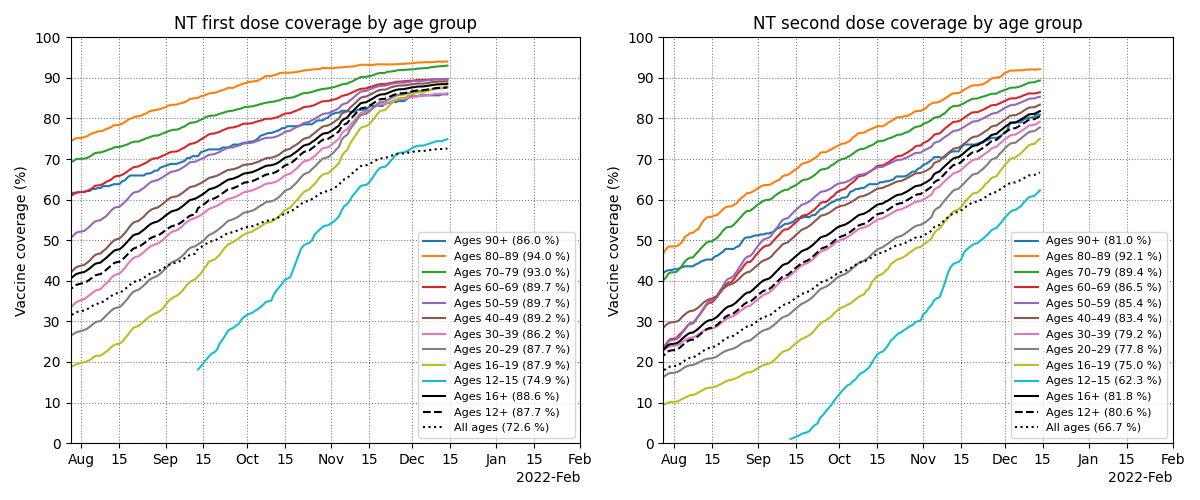 NT first dose coverage by age group
Vaccine coverage (%)
100
90
80
70
60
50
40
30
20
10
0
Ages 90+ (86.0 %)
Ages 80–89 (94.0 %)
Ages 70–79 (93.0 %)
Ages 60–69 (89.7 %)
Ages 50–59 (89.7 %)
Ages 40–49 (89.2 %)
Ages 30–39 (86.2 %)
Ages 20–29 (87.7 %)
Ages 16–19 (87.9 %)
Ages 12–15 (74.9 %)
Ages 16+ (88.6 %)
Ages 12+ (87.7 %)
All ages (72.6 %)
Aug 15 Sep 15 Oct 15 Nov 15 Dec 15 Jan 15 Feb
2022-Feb
NT second dose coverage by age group
Vaccine coverage (%)
100
90
80
70
60
50
40
30
20
10
0
Ages 90+ (81.0 %)
Ages 80–89 (92.1 %)
Ages 70–79 (89.4 %)
Ages 60–69 (86.5 %)
Ages 50–59 (85.4 %)
Ages 40–49 (83.4 %)
Ages 30–39 (79.2 %)
Ages 20–29 (77.8 %)
Ages 16–19 (75.0 %)
Ages 12–15 (62.3 %)
Ages 16+ (81.8 %)
Ages 12+ (80.6 %)
All ages (66.7 %)
Aug 15 Sep 15 Oct 15 Nov 15 Dec 15 Jan 15 Feb
2022-Feb